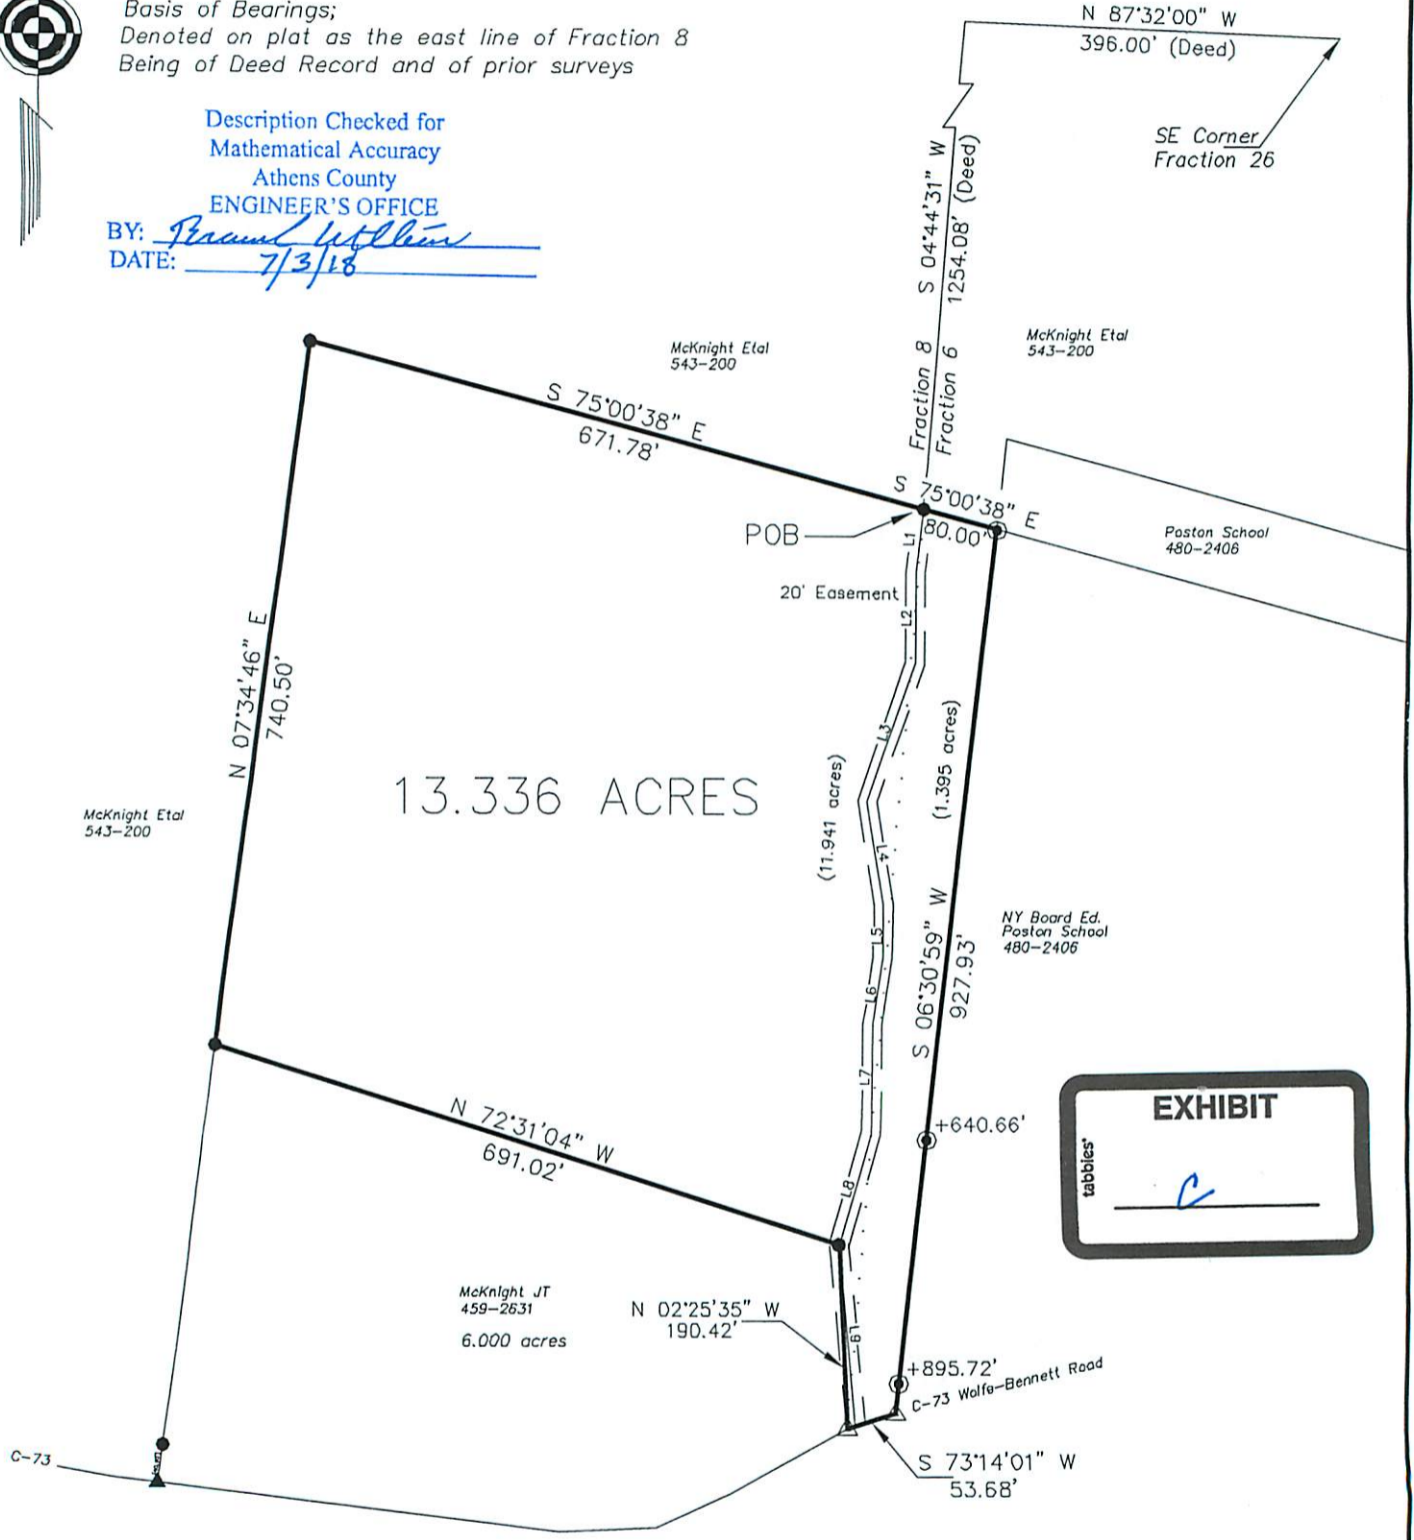 Basis of Bearings;
Denoted on plat as the east line of Fraction 8
Being of Deed Record and of prior surveys
N 87°32'00" W
396.00' (Deed)
SE Corner
Fraction 26
Description Checked for
Mathematical Accuracy
Athens County
ENGINEER'S OFFICE
BY:
DATE: 7/3/18
S 04°44'31" W
1254.08' (Deed)
Fraction 8
Fraction 6
McKnight Etal
543-200
McKnight Etal
543-200
S 75°00'38" E
671.78'
S 75°00'38" E
80.00'
POB
Poston School
480-2406
20' Easement
L1
L2
L3
L4
L5
L6
L7
L8
L9
N 07°34'46" E
740.50'
13.336 ACRES
(11.941 acres)
(1.395 acres)
McKnight Etal
543-200
S 06°30'59" W
927.93'
NY Board Ed.
Poston School
480-2406
N 72°31'04" W
691.02'
+640.66'
EXHIBIT
tabbies'
C
McKnight JT
459-2631
6.000 acres
N 02°25'35" W
190.42'
+895.72'
C-73 Wolfe-Bennett Road
S 73°14'01" W
53.68'
C-73